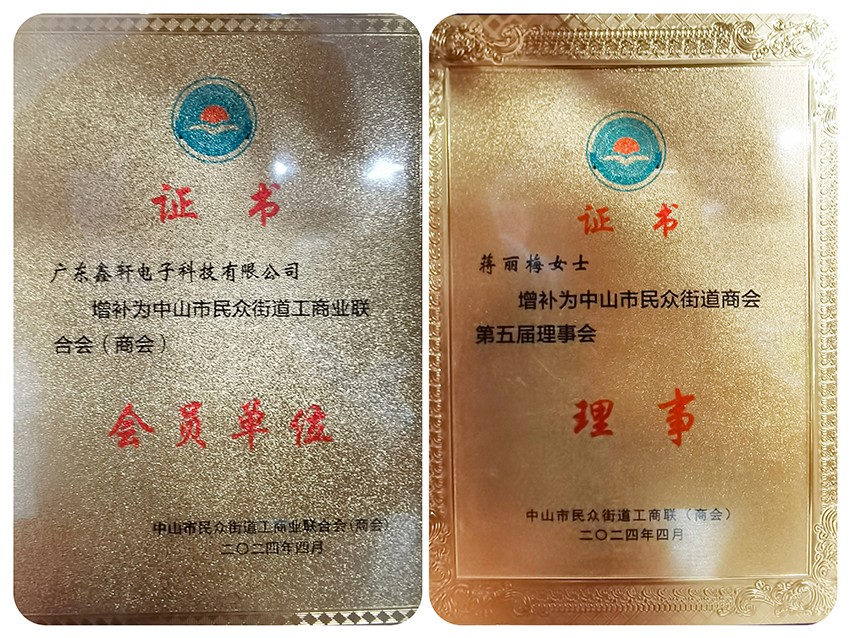 证书
广东鑫轩电子科技有限公司
增补为中山市民众街道工商业联
合会（商会）
会员单位
中山市民众街道工商业联合会（商会）
二〇二四年四月
证书
蒋丽梅女士
增补为中山市民众街道商会
第五届理事会
理事
中山市民众街道工商联（商会）
二〇二四年四月